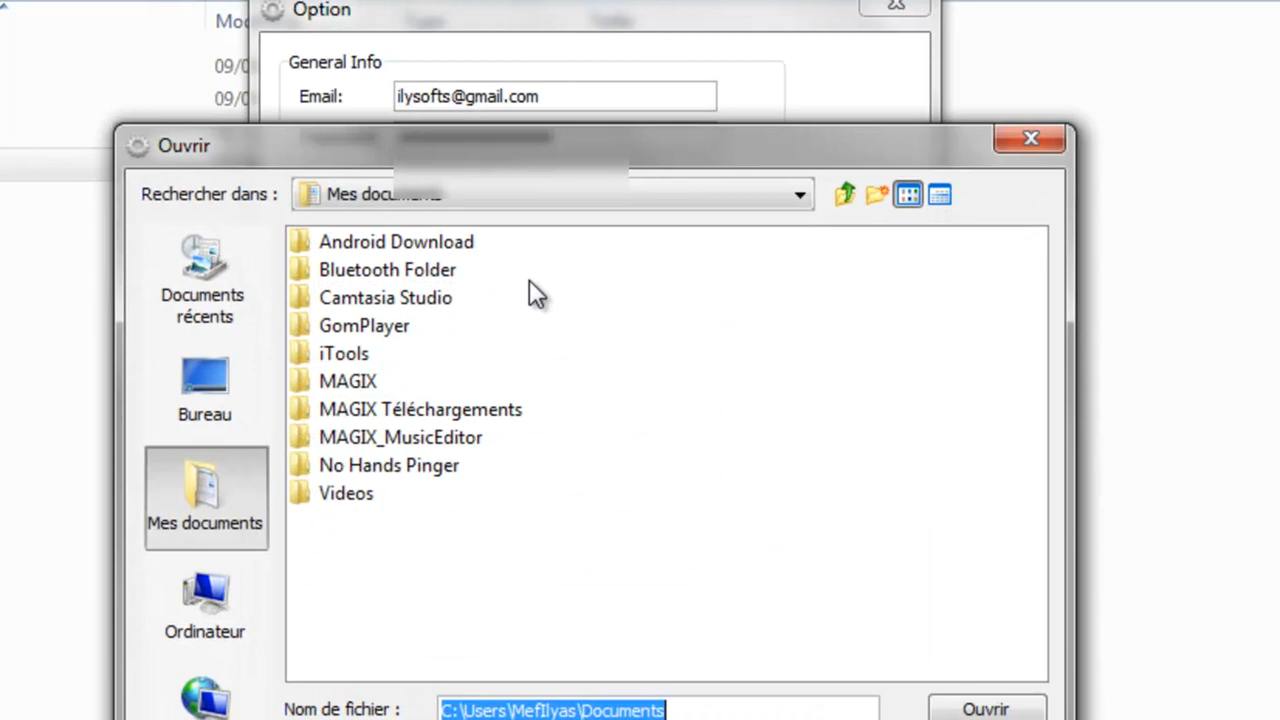 Option
General Info
Email: ilysofts@gmail.com
Ouvrir
Rechercher dans : Mes documents
Android Download
Bluetooth Folder
Camtasia Studio
GomPlayer
iTools
MAGIX
MAGIX Téléchargements
MAGIX_MusicEditor
No Hands Pinger
Videos
Documents
récents
Bureau
Mes documents
Ordinateur
Nom de fichier : C:\Users\MefIlyas\Documents
Ouvrir